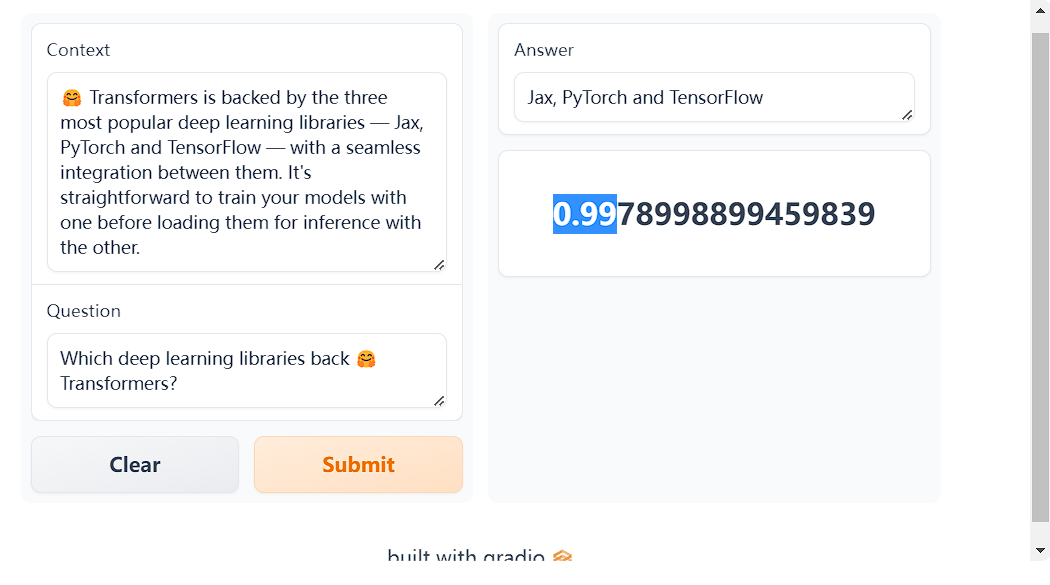 Context
🤗 Transformers is backed by the three
most popular deep learning libraries — Jax,
PyTorch and TensorFlow — with a seamless
integration between them. It's
straightforward to train your models with
one before loading them for inference with
the other.
Question
Which deep learning libraries back 🤗
Transformers?
Clear
Submit
Answer
Jax, PyTorch and TensorFlow
0.9978998899459839
built with gradio